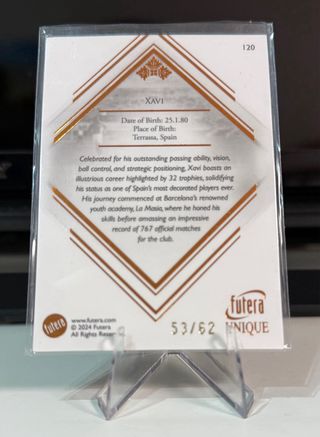 120
XAVI
Date of Birth: 25.1.80
Place of Birth:
Terrassa, Spain
Celebrated for his outstanding passing ability, vision,
ball control, and strategic positioning, Xavi boasts an
illustrious career highlighted by 32 trophies, solidifying
his status as one of Spain's most decorated players ever.
His journey commenced at Barcelona's renowned
youth academy, La Masia, where he honed his
skills before amassing an impressive
record of 767 official matches
for the club.
futera
www.futera.com
© 2024 Futera
All Rights
53/62
futera
UNIQUE